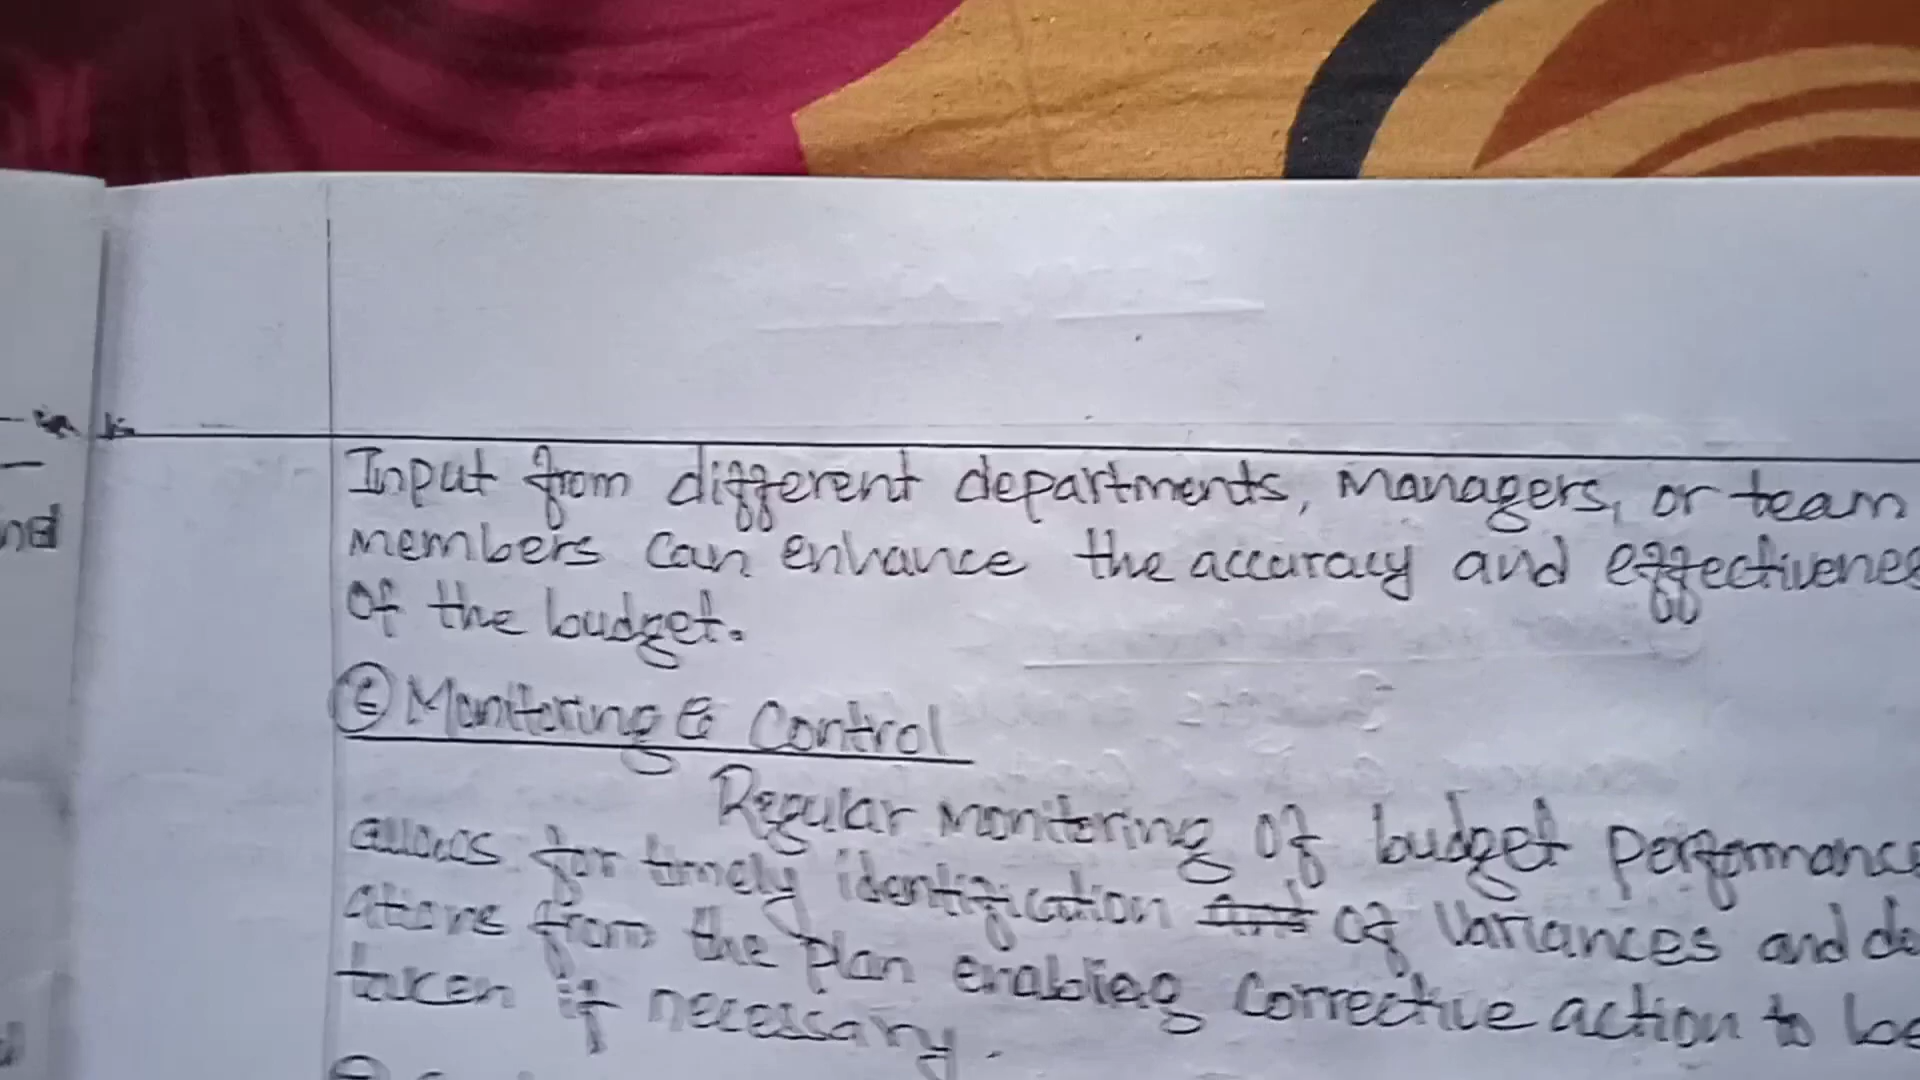 Input from different departments, Managers, or team
members can enhance the accuracy and effectivenes
of the budget.
⑥ Monitoring & Control
Regular monitoring of budget performance
allows for timely identification and of variances and de
ations from the plan enabling corrective action to be
taken if necessary.
nd